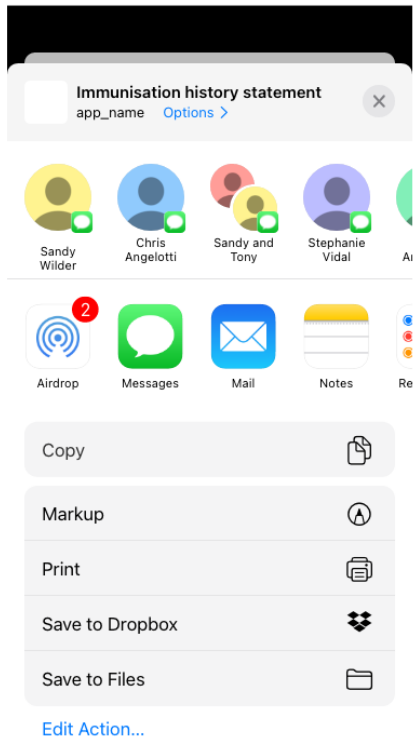 Immunisation history statement
app_name Options >
Sandy
Wilder
Chris
Angelotti
Sandy and
Tony
Stephanie
Vidal
2
Airdrop
Messages
Mail
Notes
Re
Copy
Markup
Print
Save to Dropbox
Save to Files
Edit Action...